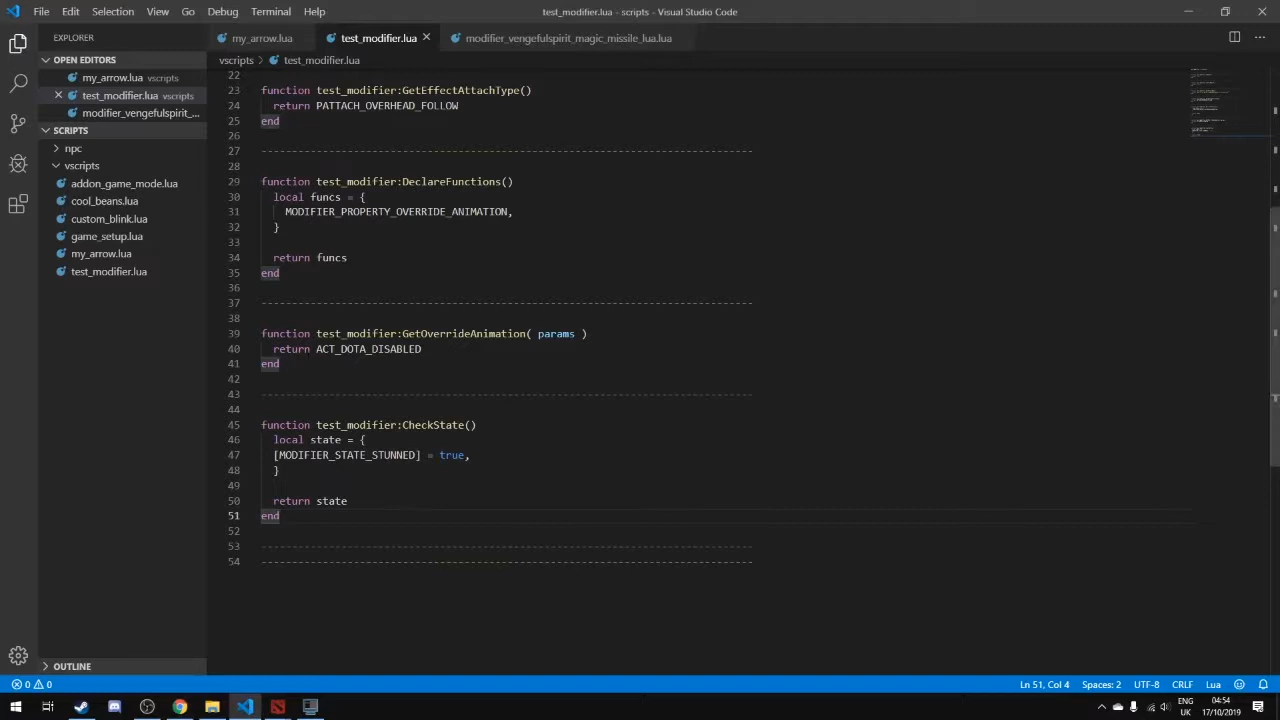 File Edit Selection View Go Debug Terminal Help
test_modifier.lua - scripts - Visual Studio Code
EXPLORER
my_arrow.lua test_modifier.lua modifier_vengefulspirit_magic_missile_lua.lua
OPEN EDITORS
my_arrow.lua vscripts
test_modifier.lua vscripts
modifier_vengefulspirit_...
SCRIPTS
npc
vscripts
addon_game_mode.lua
cool_beans.lua
custom_blink.lua
game_setup.lua
my_arrow.lua
test_modifier.lua
OUTLINE
vscripts > test_modifier.lua
22
23 function test_modifier:GetEffectAttachType()
24 return PATTACH_OVERHEAD_FOLLOW
25 end
26
27 --------------------------------------------------------------------------------
28
29 function test_modifier:DeclareFunctions()
30 local funcs = {
31 MODIFIER_PROPERTY_OVERRIDE_ANIMATION,
32 }
33
34 return funcs
35 end
36
37 --------------------------------------------------------------------------------
38
39 function test_modifier:GetOverrideAnimation( params )
40 return ACT_DOTA_DISABLED
41 end
42
43 --------------------------------------------------------------------------------
44
45 function test_modifier:CheckState()
46 local state = {
47 [MODIFIER_STATE_STUNNED] = true,
48 }
49
50 return state
51 end
52
53 --------------------------------------------------------------------------------
54 --------------------------------------------------------------------------------
0 0
Ln 51, Col 4 Spaces: 2 UTF-8 CRLF Lua
ENG
UK
04:54
17/10/2019